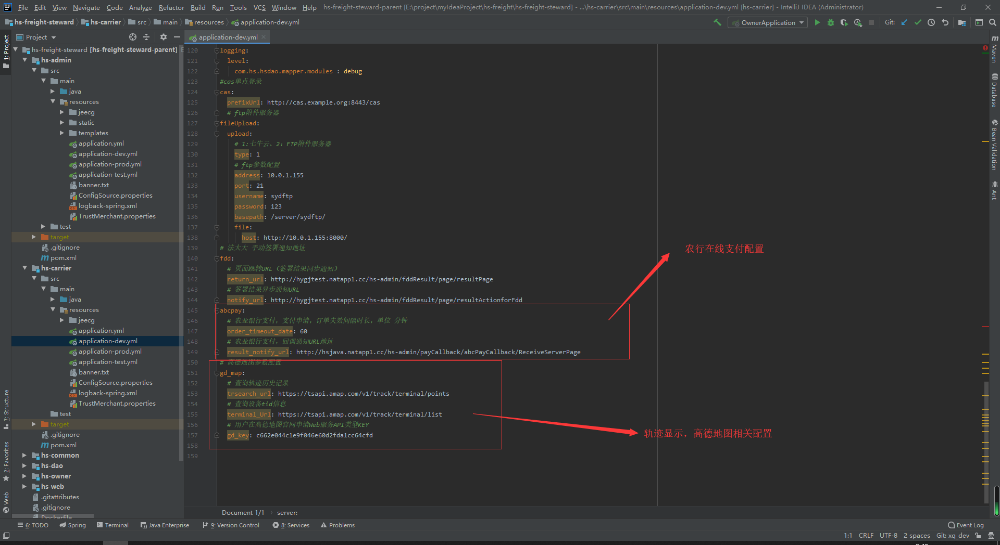 File Edit View Navigate Code Analyze Refactor Build Run Tools VCS Window Help hs-freight-steward-parent [E:\project\myIdeaProject\hs-freight\hs-freight-steward] - ...\hs-carrier\src\main\resources\application-dev.yml [hs-carrier] - IntelliJ IDEA (Administrator)
hs-freight-steward hs-carrier src main resources application-dev.yml OwnerApplication Git:
Project application-dev.yml
1: Project
7: Structure
2: Favorites
Web
hs-freight-steward [hs-freight-steward-parent] E
hs-admin
src
main
java
resources
jeecg
static
templates
application.yml
application-dev.yml
application-prod.yml
application-test.yml
banner.txt
ConfigSource.properties
logback-spring.xml
TrustMerchant.properties
test
target
.gitignore
pom.xml
hs-carrier
src
main
java
resources
jeecg
application.yml
application-dev.yml
application-prod.yml
application-test.yml
banner.txt
ConfigSource.properties
logback-spring.xml
TrustMerchant.properties
test
target
.gitignore
pom.xml
hs-common
hs-dao
hs-owner
hs-web
.gitattributes
.gitignore
Dockerfile
120 logging:
121 level:
122 com.hs.hsdao.mapper.modules : debug
123 #cas单点登录
124 cas:
125 prefixUrl: http://cas.example.org:8443/cas
126 # ftp附件服务器
127 fileUpload:
128 upload:
129 # 1:七牛云、2：FTP附件服务器
130 type: 1
131 # ftp参数配置
132 address: 10.0.1.155
133 port: 21
134 username: sydftp
135 password: 123
136 basepath: /server/sydftp/
137 file:
138 host: http://10.0.1.155:8000/
139 # 法大大 手动签署通知地址
140 fdd:
141 # 页面跳转URL（签署结果同步通知）
142 return_url: http://hygjtest.natapp1.cc/hs-admin/fddResult/page/resultPage
143 # 签署结果异步通知URL
144 notify_url: http://hygjtest.natapp1.cc/hs-admin/fddResult/page/resultActionforFdd
145 abcpay:
146 # 农业银行支付，支付申请，订单失效间隔时长，单位 分钟
147 order_timeout_date: 60
148 # 农业银行支付，回调通知URL地址
149 result_notify_url: http://hsjava.natapp1.cc/hs-admin/payCallback/abcPayCallback/ReceiveServerPage
150 # 高德地图参数配置
151 gd_map:
152 # 查询轨迹历史记录
153 trsearch_url: https://tsapi.amap.com/v1/track/terminal/points
154 # 查询设备tid信息
155 terminal_Url: https://tsapi.amap.com/v1/track/terminal/list
156 # 用户在高德地图官网申请Web服务API类型KEY
157 gd_key: c662e044c1e9f046e60d2fda1cc64cfd
158
159
农行在线支付配置
轨迹显示，高德地图相关配置
Maven
Database
Bean Validation
Ant
Document 1/1 server:
6: TODO Spring Terminal Java Enterprise 9: Version Control 8: Services Problems Event Log
1:1 CRLF UTF-8 2 spaces Git: xq_dev